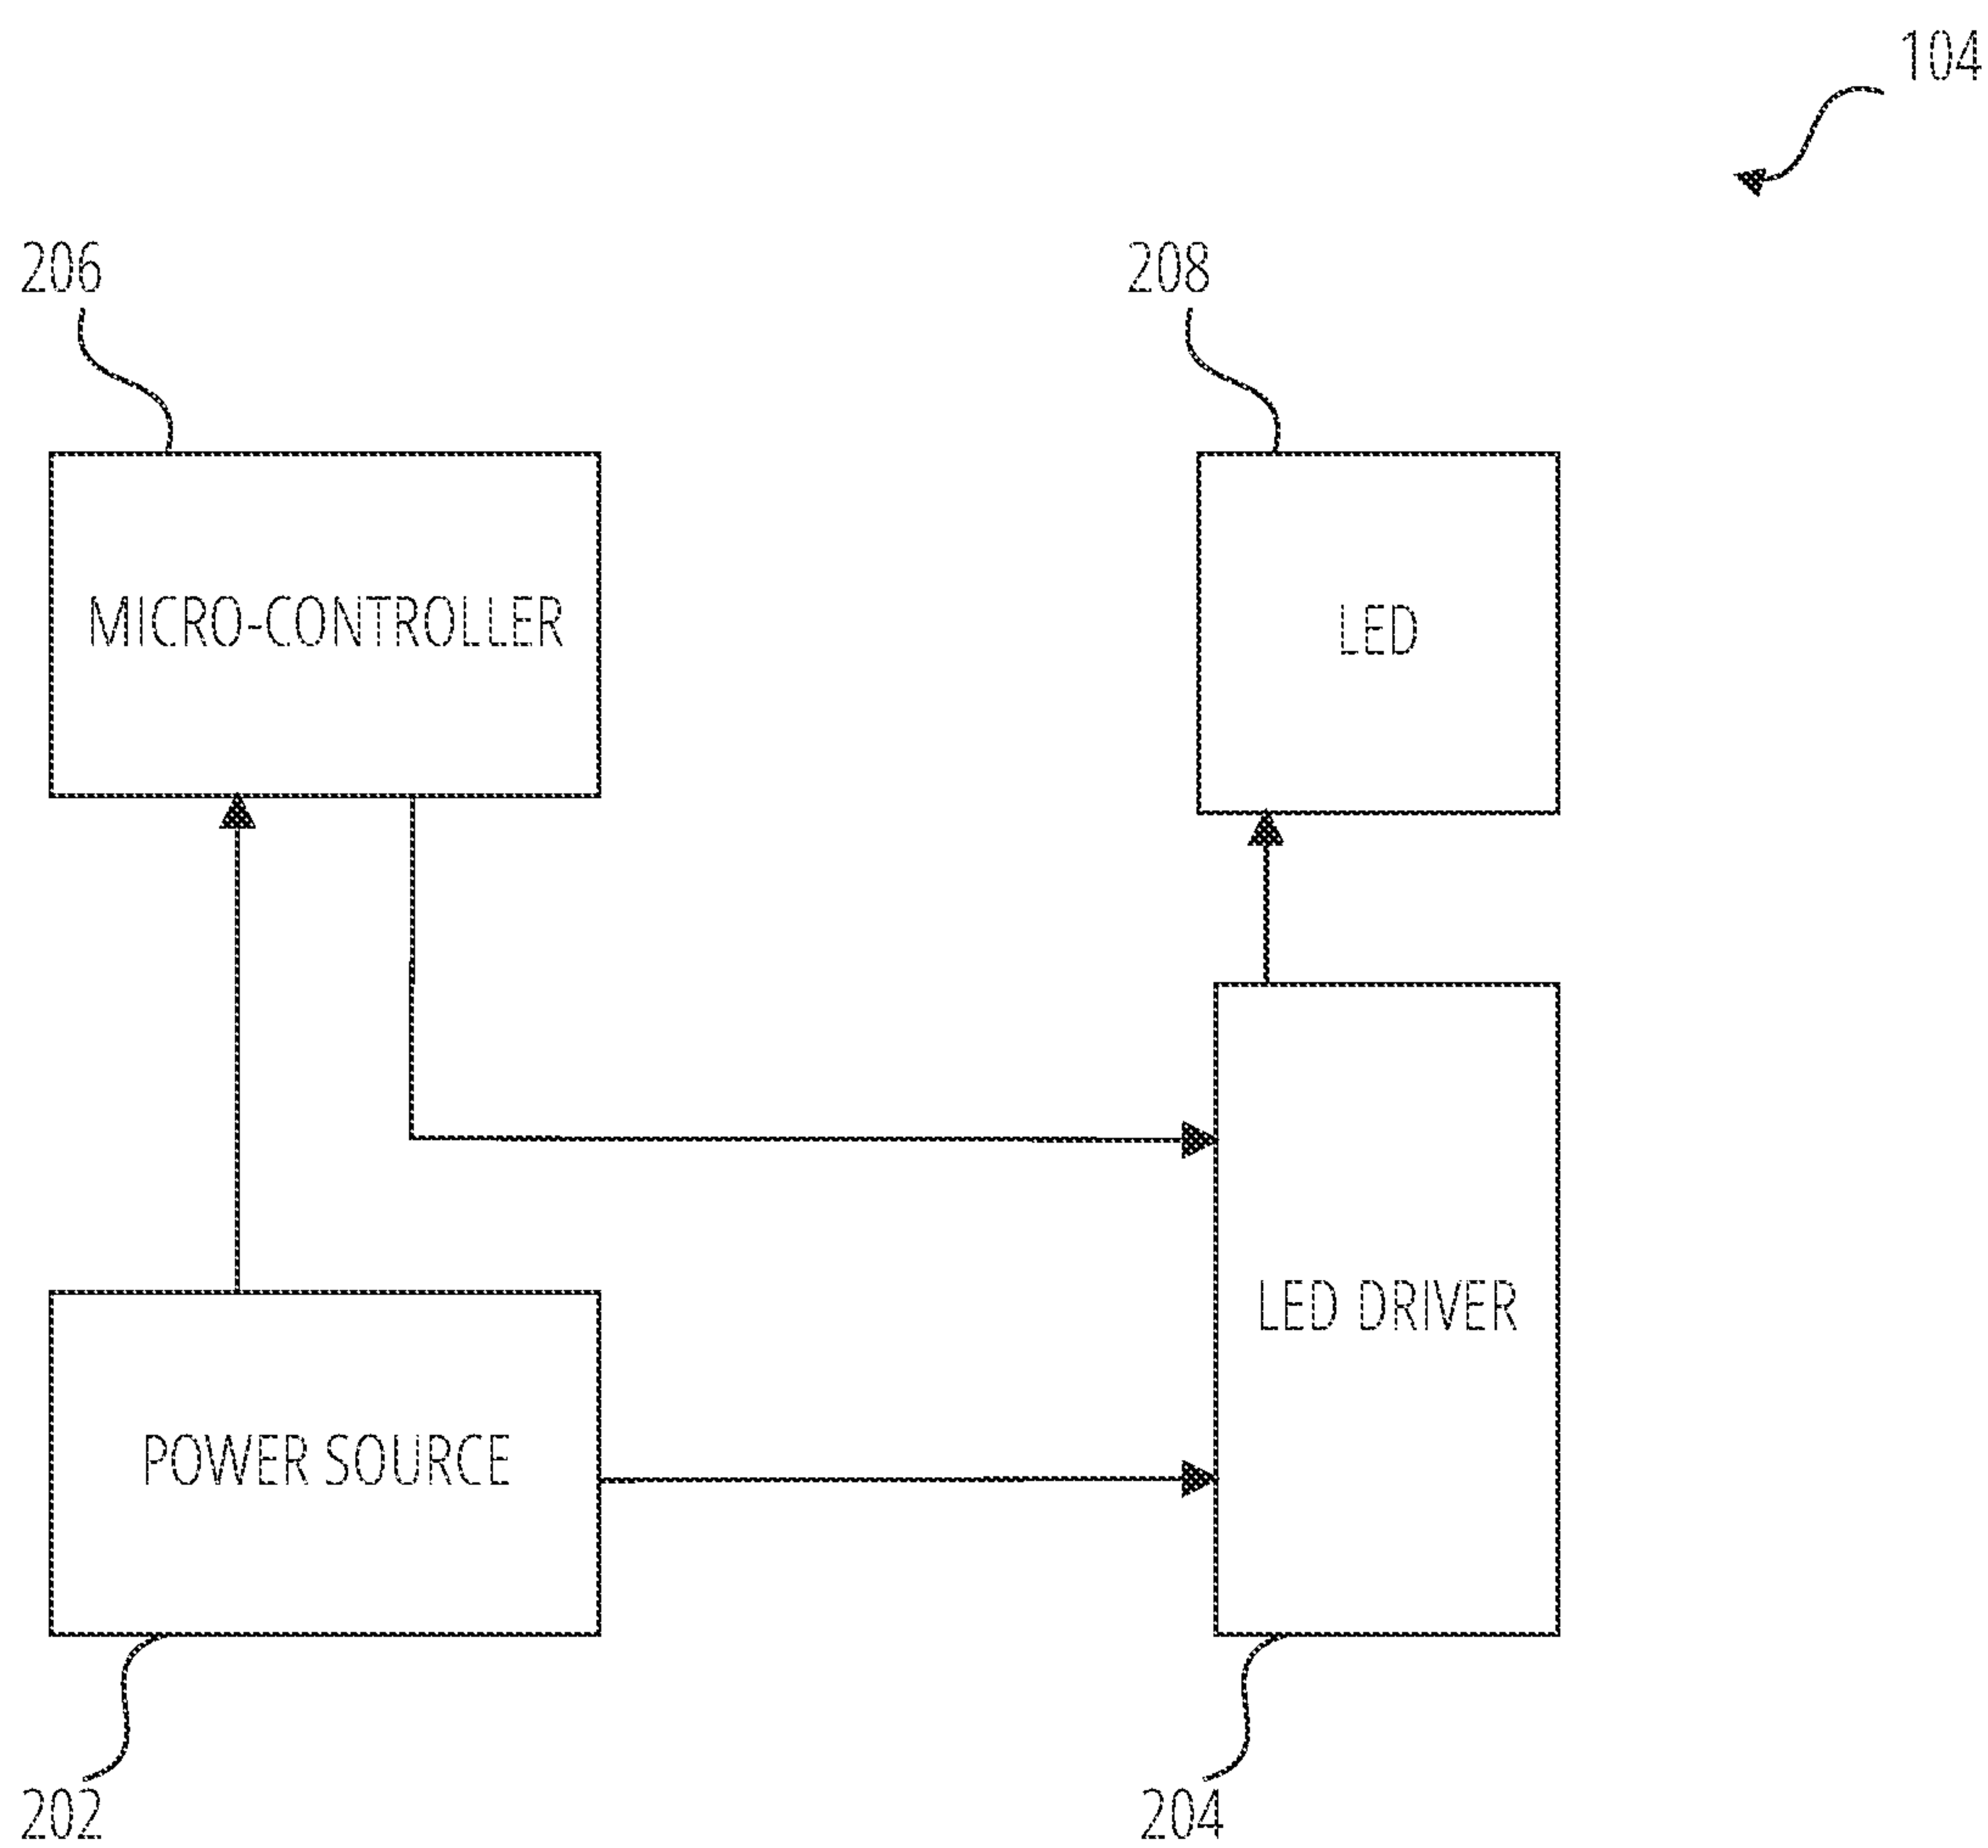 104
206
208
MICRO-CONTROLLER
LED
LED DRIVER
POWER SOURCE
202
204